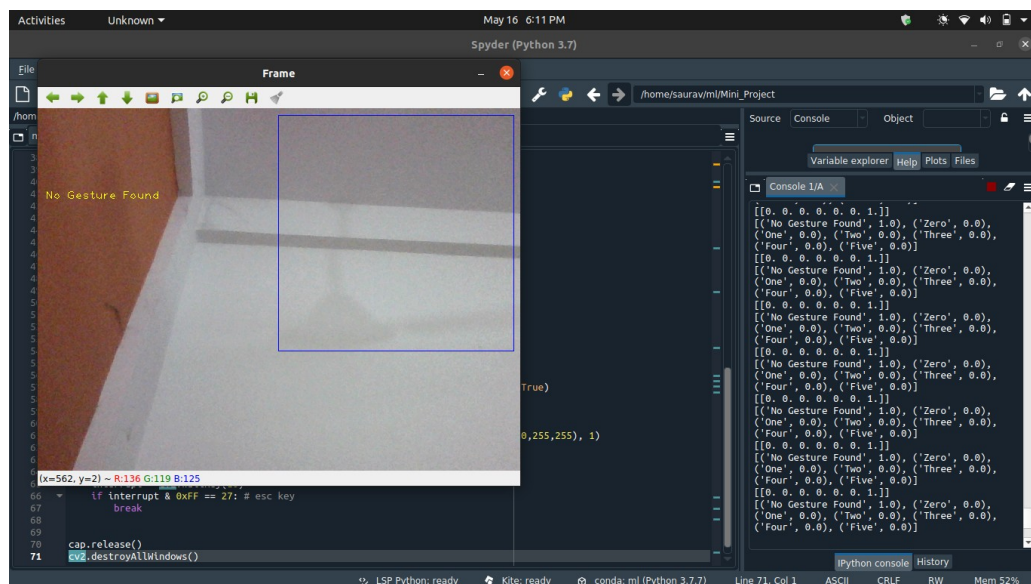 Activities Unknown May 16 6:11 PM
Spyder (Python 3.7)
File
Frame
/home/saurav/ml/Mini_Project
/hom
Source Console Object
Variable explorer Help Plots Files
No Gesture Found
Console 1/A
[[0. 0. 0. 0. 0. 0. 1.]]
[('No Gesture Found', 1.0), ('Zero', 0.0),
('One', 0.0), ('Two', 0.0), ('Three', 0.0),
('Four', 0.0), ('Five', 0.0)]
[[0. 0. 0. 0. 0. 0. 1.]]
[('No Gesture Found', 1.0), ('Zero', 0.0),
('One', 0.0), ('Two', 0.0), ('Three', 0.0),
('Four', 0.0), ('Five', 0.0)]
[[0. 0. 0. 0. 0. 0. 1.]]
[('No Gesture Found', 1.0), ('Zero', 0.0),
('One', 0.0), ('Two', 0.0), ('Three', 0.0),
('Four', 0.0), ('Five', 0.0)]
[[0. 0. 0. 0. 0. 0. 1.]]
[('No Gesture Found', 1.0), ('Zero', 0.0),
('One', 0.0), ('Two', 0.0), ('Three', 0.0),
('Four', 0.0), ('Five', 0.0)]
[[0. 0. 0. 0. 0. 0. 1.]]
[('No Gesture Found', 1.0), ('Zero', 0.0),
('One', 0.0), ('Two', 0.0), ('Three', 0.0),
('Four', 0.0), ('Five', 0.0)]
[[0. 0. 0. 0. 0. 0. 1.]]
[('No Gesture Found', 1.0), ('Zero', 0.0),
('One', 0.0), ('Two', 0.0), ('Three', 0.0),
('Four', 0.0), ('Five', 0.0)]
[[0. 0. 0. 0. 0. 0. 1.]]
[('No Gesture Found', 1.0), ('Zero', 0.0),
('One', 0.0), ('Two', 0.0), ('Three', 0.0),
('Four', 0.0), ('Five', 0.0)]
True)
0,255,255), 1)
(x=562, y=2) ~ R:136 G:119 B:125
66 if interrupt & 0xFF == 27: # esc key
67 break
68
69
70 cap.release()
71 cv2.destroyAllWindows()
IPython console History
LSP Python: ready Kite: ready conda: ml (Python 3.7.7) Line 71, Col 1 ASCII CRLF RW Mem 52%